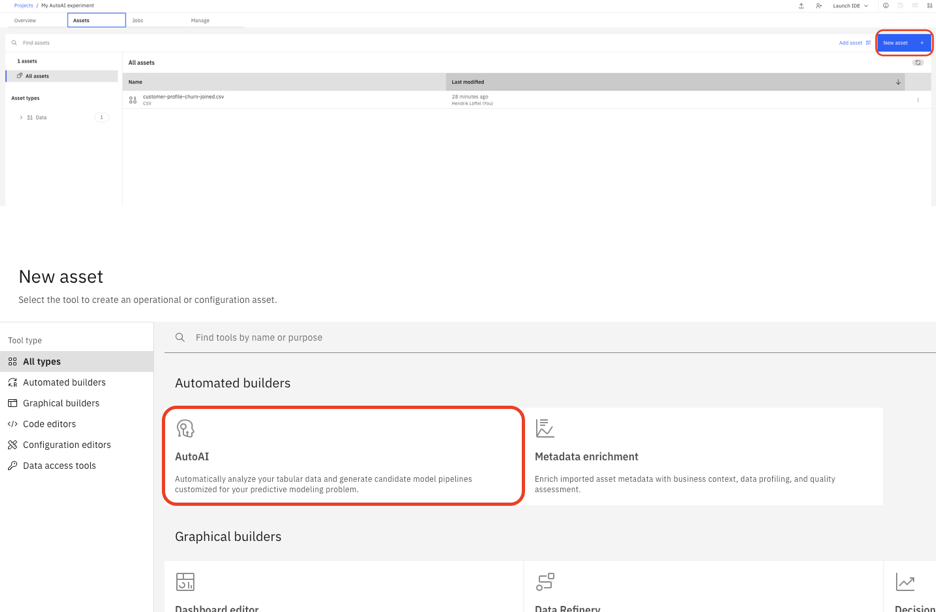 Projects / My AutoAI experiment
Launch IDE
Overview
Assets
Jobs
Manage
Find assets
Add asset
New asset +
1 assets
All assets
All assets
Name
Last modified
Asset types
customer-profile-churn-joined.csv
CSV
28 minutes ago
Hendrik Löffel (You)
Data
1
New asset
Select the tool to create an operational or configuration asset.
Tool type
All types
Automated builders
Graphical builders
Code editors
Configuration editors
Data access tools
Find tools by name or purpose
Automated builders
AutoAI
Automatically analyze your tabular data and generate candidate model pipelines
customized for your predictive modeling problem.
Metadata enrichment
Enrich imported asset metadata with business context, data profiling, and quality
assessment.
Graphical builders
Dashboard editor
Data Refinery
Decision